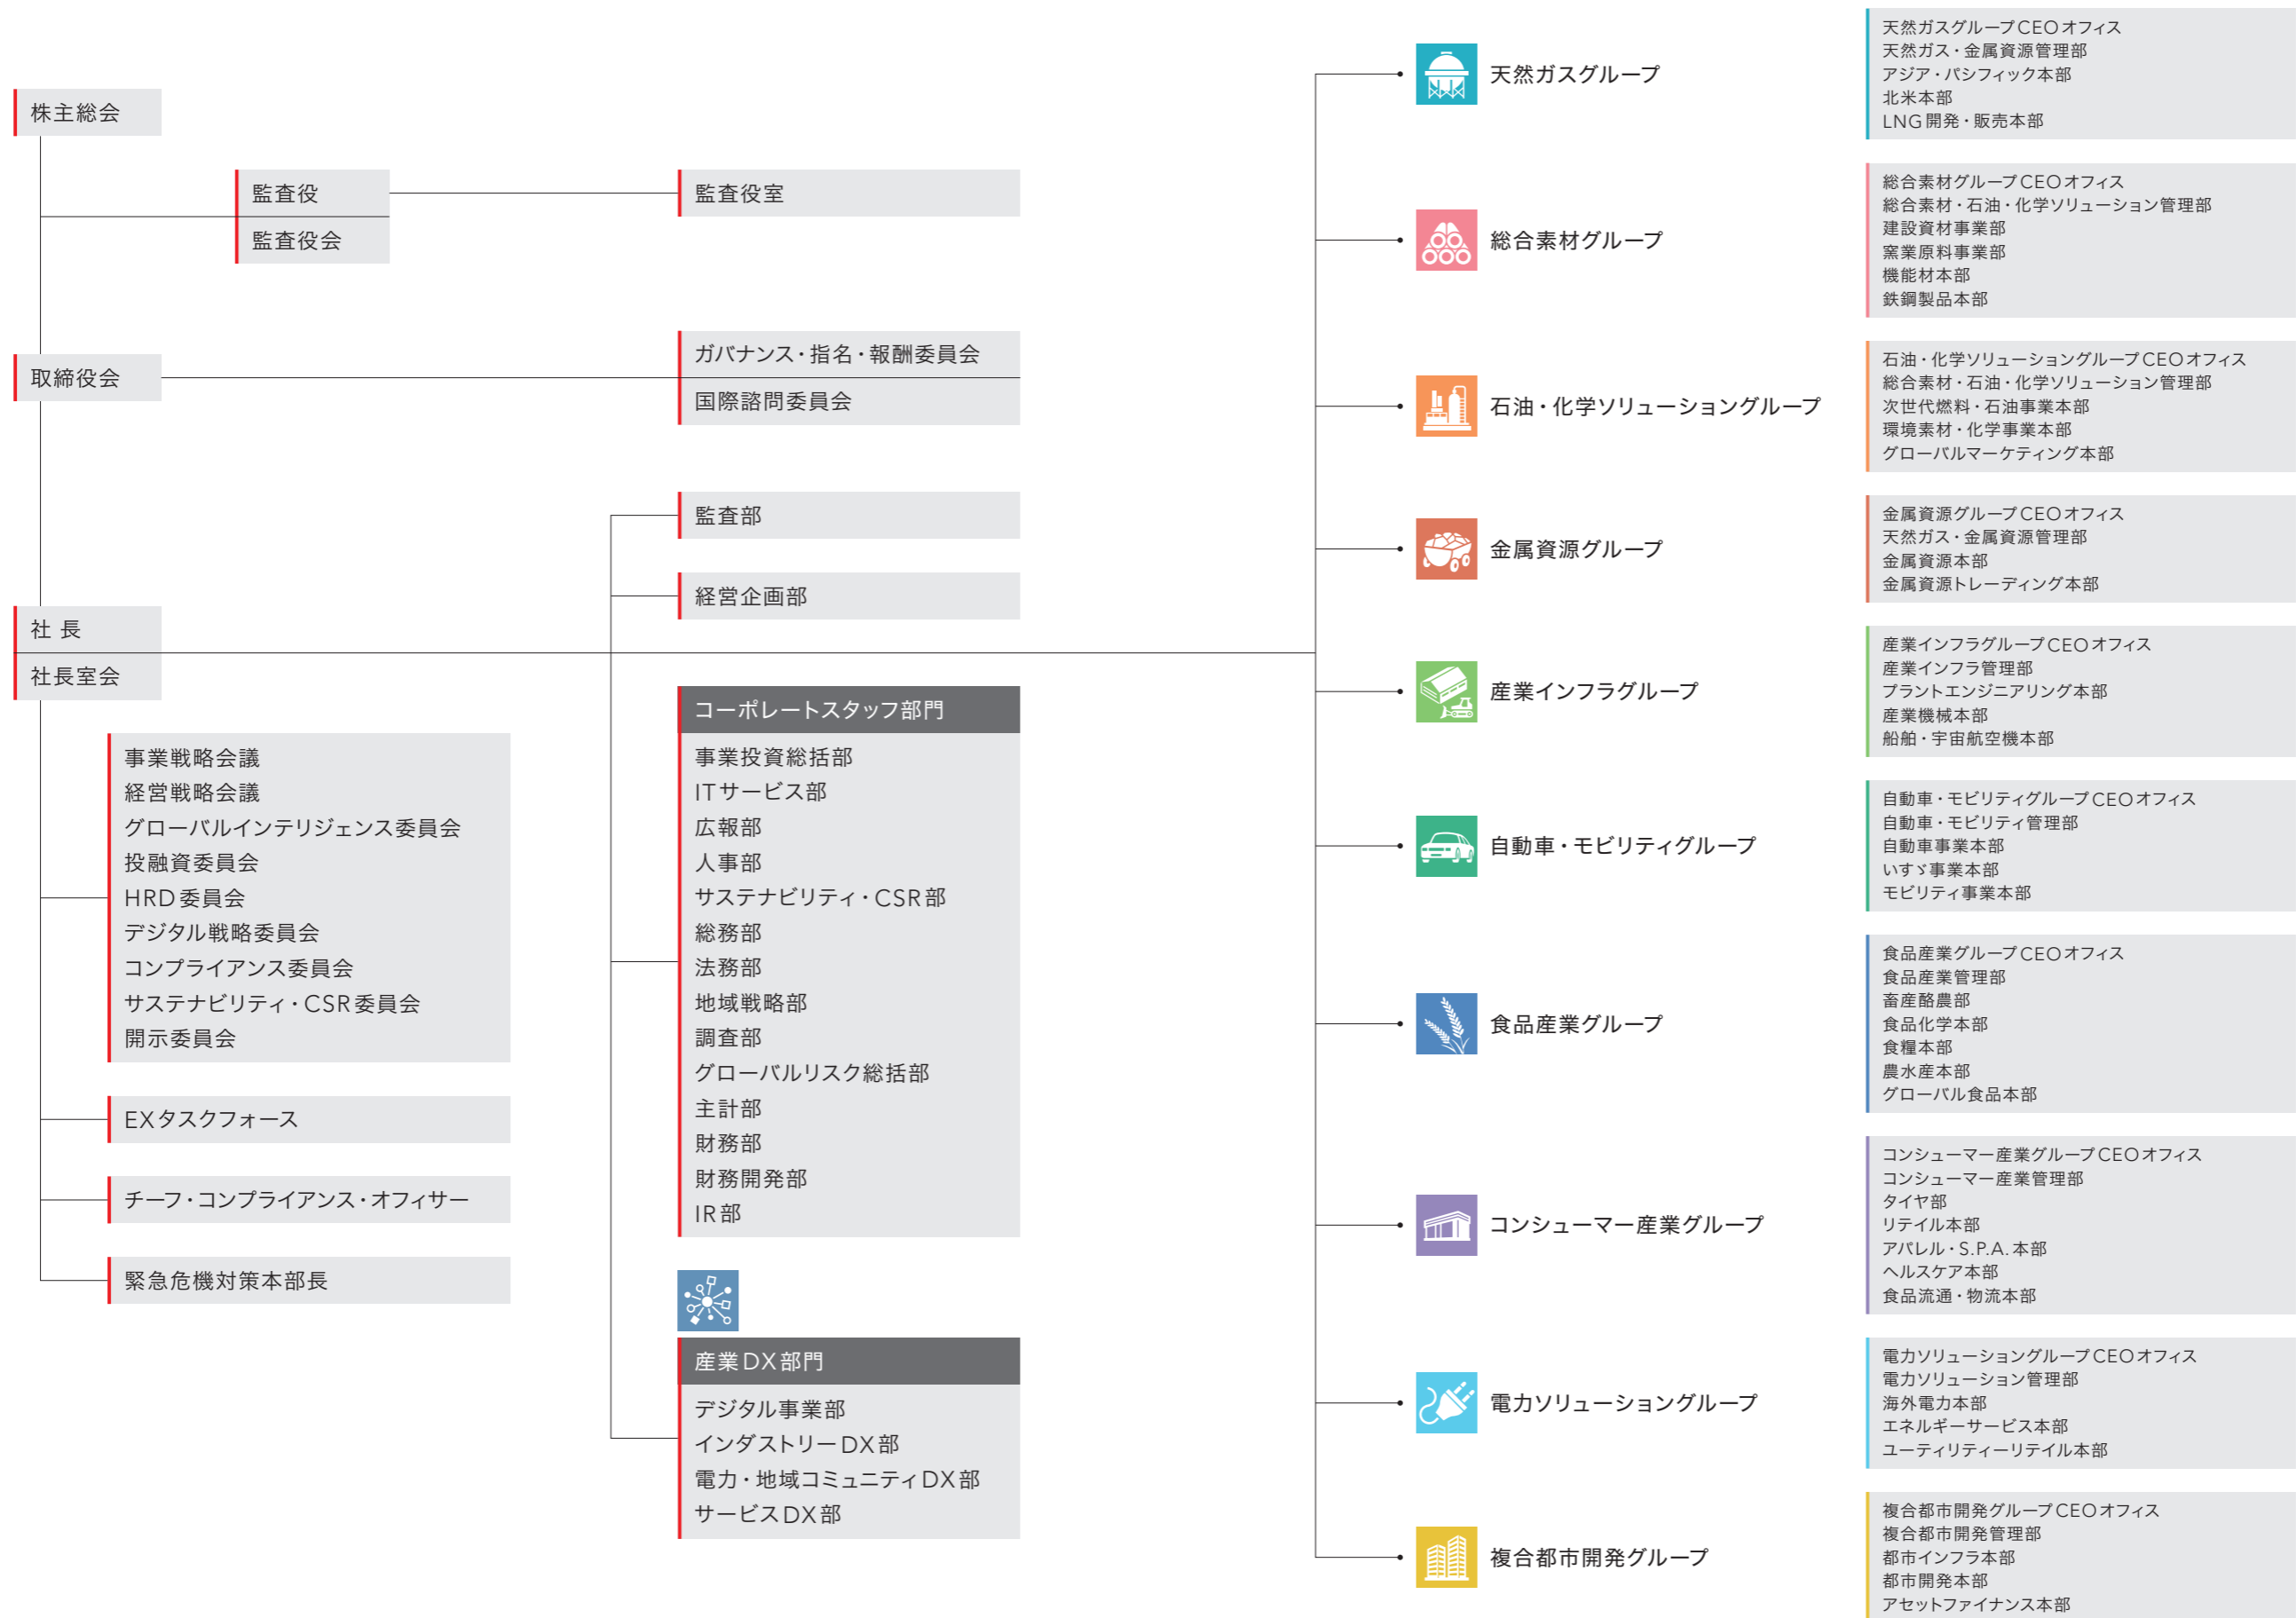 株主総会
監査役
監査役会
監査役室
取締役会
ガバナンス・指名・報酬委員会
国際諮問委員会
監査部
経営企画部
社 長
社長室会
事業戦略会議
経営戦略会議
グローバルインテリジェンス委員会
投融資委員会
HRD委員会
デジタル戦略委員会
コンプライアンス委員会
サステナビリティ・CSR委員会
開示委員会
EXタスクフォース
チーフ・コンプライアンス・オフィサー
緊急危機対策本部長
コーポレートスタッフ部門
事業投資総括部
ITサービス部
広報部
人事部
サステナビリティ・CSR部
総務部
法務部
地域戦略部
調査部
グローバルリスク総括部
主計部
財務部
財務開発部
IR部
産業DX部門
デジタル事業部
インダストリーDX部
電力・地域コミュニティDX部
サービスDX部
天然ガスグループ
天然ガスグループCEOオフィス
天然ガス・金属資源管理部
アジア・パシフィック本部
北米本部
LNG開発・販売本部
総合素材グループ
総合素材グループCEOオフィス
総合素材・石油・化学ソリューション管理部
建設資材事業部
窯業原料事業部
機能材本部
鉄鋼製品本部
石油・化学ソリューショングループ
石油・化学ソリューショングループCEOオフィス
総合素材・石油・化学ソリューション管理部
次世代燃料・石油事業本部
環境素材・化学事業本部
グローバルマーケティング本部
金属資源グループ
金属資源グループCEOオフィス
天然ガス・金属資源管理部
金属資源本部
金属資源トレーディング本部
産業インフラグループ
産業インフラグループCEOオフィス
産業インフラ管理部
プラントエンジニアリング本部
産業機械本部
船舶・宇宙航空機本部
自動車・モビリティグループ
自動車・モビリティグループCEOオフィス
自動車・モビリティ管理部
自動車事業本部
いすゞ事業本部
モビリティ事業本部
食品産業グループ
食品産業グループCEOオフィス
食品産業管理部
畜産酪農部
食品化学本部
食糧本部
農水産本部
グローバル食品本部
コンシューマー産業グループ
コンシューマー産業グループCEOオフィス
コンシューマー産業管理部
タイヤ部
リテイル本部
アパレル・S.P.A.本部
ヘルスケア本部
食品流通・物流本部
電力ソリューショングループ
電力ソリューショングループCEOオフィス
電力ソリューション管理部
海外電力本部
エネルギーサービス本部
ユーティリティーリテイル本部
複合都市開発グループ
複合都市開発グループCEOオフィス
複合都市開発管理部
都市インフラ本部
都市開発本部
アセットファイナンス本部